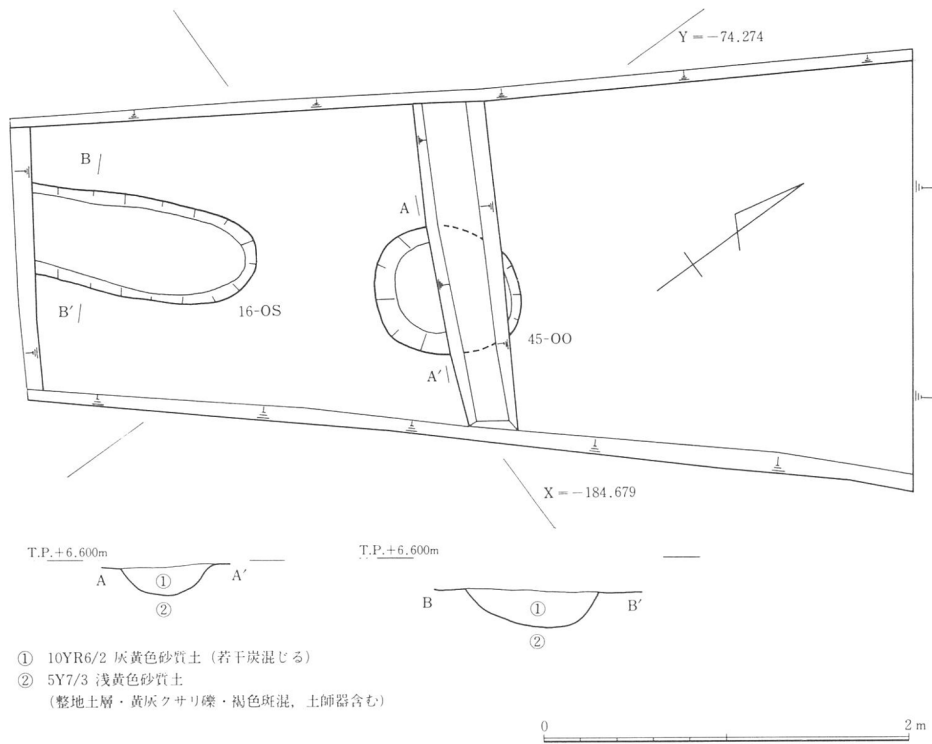 Y = −74.274
B
A
B′
16-OS
45-OO
A′
X = −184.679
T.P.+6.600m
T.P.+6.600m
A
①
A′
②
B
①
B′
②
① 10YR6/2 灰黄色砂質土 (若干炭混じる)
② 5Y7/3 浅黄色砂質土
(整地土層・黄灰クサリ礫・褐色斑混，土師器含む)
0
2 m